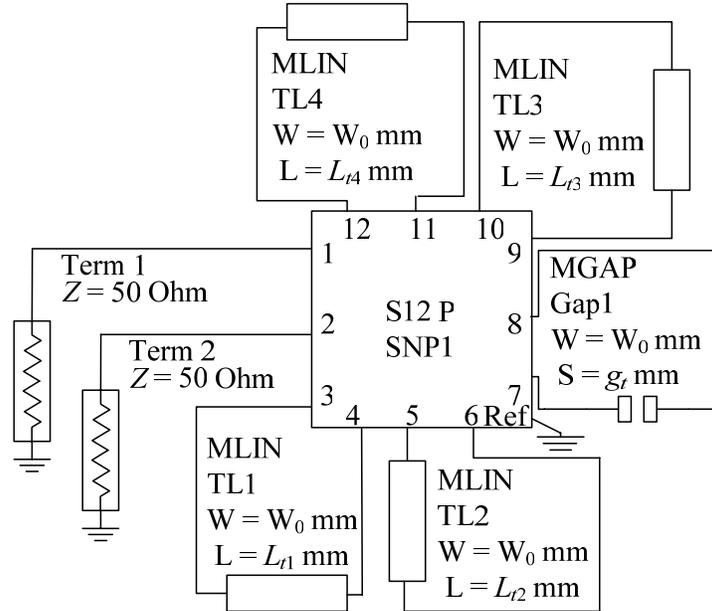 MLIN
TL4
W = W₀ mm
L = Lt4 mm
MLIN
TL3
W = W₀ mm
L = Lt3 mm
12
11
10
1
9
Term 1
Z = 50 Ohm
MGAP
Gap1
W = W₀ mm
S = gt mm
2
S12 P
SNP1
8
Term 2
Z = 50 Ohm
3
7
4
5
6
Ref
MLIN
TL1
W = W₀ mm
L = Lt1 mm
MLIN
TL2
W = W₀ mm
L = Lt2 mm